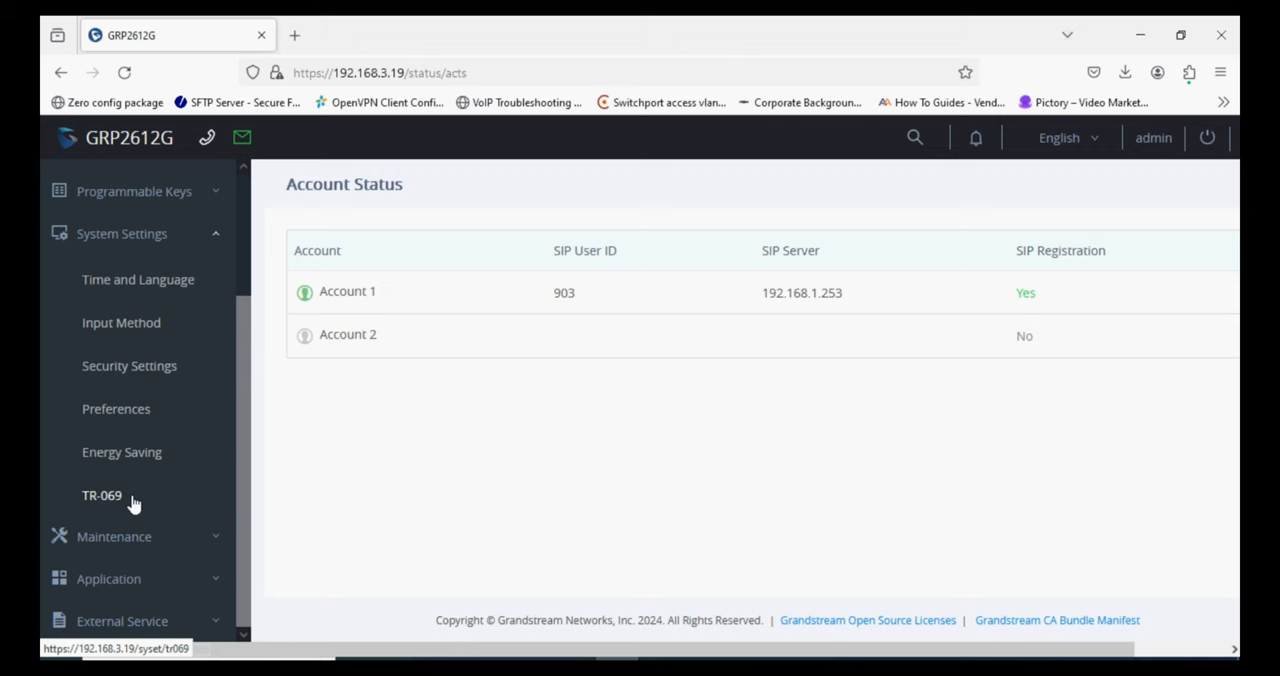 GRP2612G
https://192.168.3.19/status/acts
Zero config package SFTP Server - Secure F... OpenVPN Client Confi... VoIP Troubleshooting ... Switchport access vlan... Corporate Backgroun... How To Guides - Vend... Pictory – Video Market...
GRP2612G English admin
Programmable Keys
System Settings
Time and Language
Input Method
Security Settings
Preferences
Energy Saving
TR-069
Maintenance
Application
External Service
Account Status
Account SIP User ID SIP Server SIP Registration
Account 1 903 192.168.1.253 Yes
Account 2 No
Copyright © Grandstream Networks, Inc. 2024. All Rights Reserved. | Grandstream Open Source Licenses | Grandstream CA Bundle Manifest
https://192.168.3.19/syset/tr069